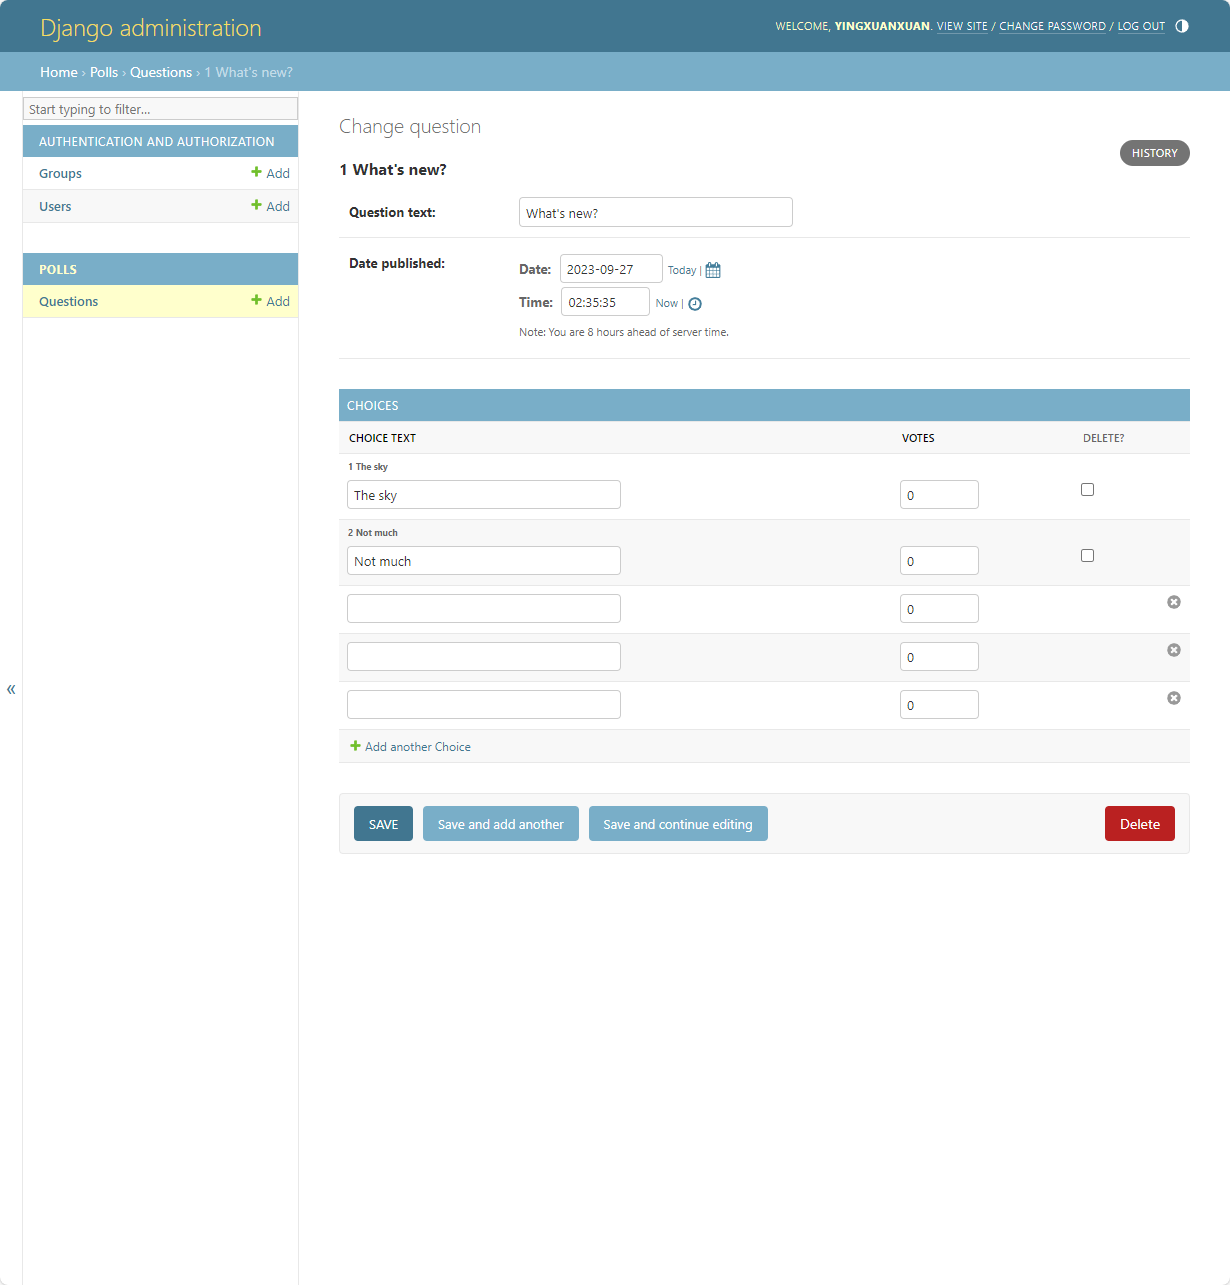 Django administration
WELCOME, YINGXUANXUAN. VIEW SITE / CHANGE PASSWORD / LOG OUT
Home › Polls › Questions › 1 What's new?
Start typing to filter...
AUTHENTICATION AND AUTHORIZATION
Groups Add
Users Add
POLLS
Questions Add
«
Change question
HISTORY
1 What's new?
Question text: What's new?
Date published:
Date: 2023-09-27 Today |
Time: 02:35:35 Now |
Note: You are 8 hours ahead of server time.
CHOICES
CHOICE TEXT VOTES DELETE?
1 The sky
The sky 0
2 Not much
Not much 0
0
0
0
Add another Choice
SAVE Save and add another Save and continue editing Delete